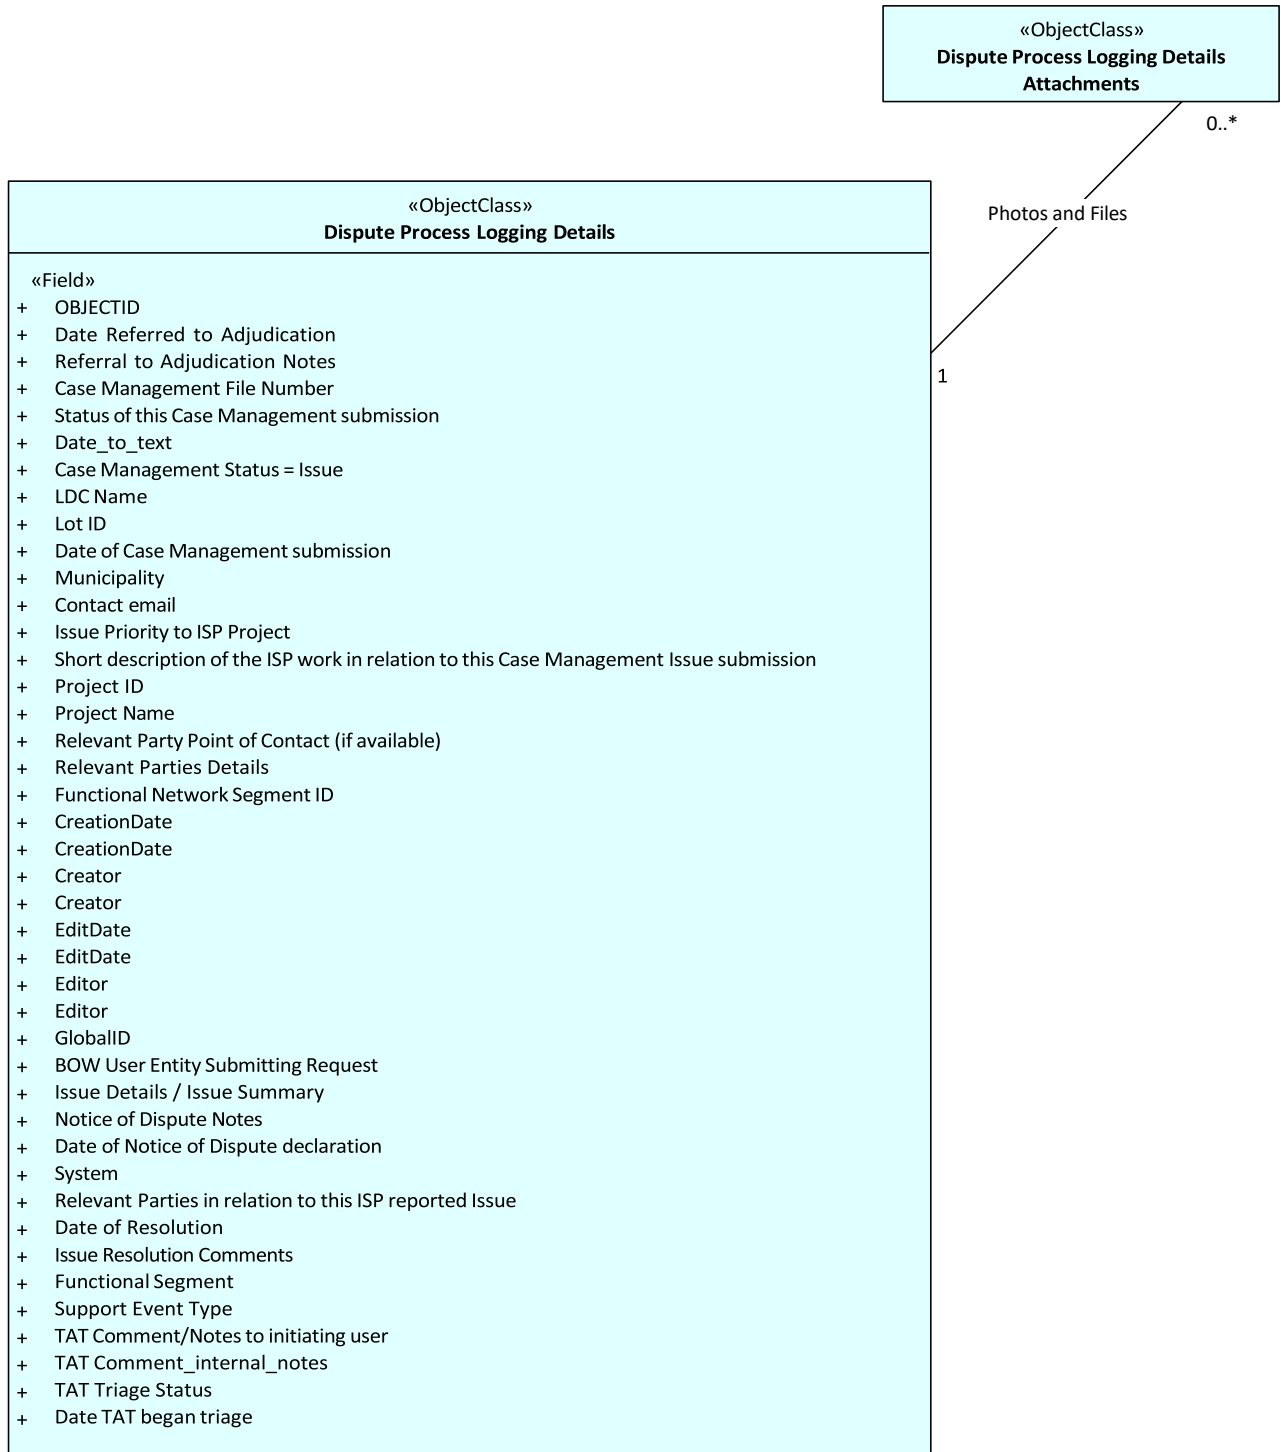 «ObjectClass»
Dispute Process Logging Details
Attachments
0..*
Photos and Files
1
«ObjectClass»
Dispute Process Logging Details
«Field»
+ OBJECTID
+ Date Referred to Adjudication
+ Referral to Adjudication Notes
+ Case Management File Number
+ Status of this Case Management submission
+ Date_to_text
+ Case Management Status = Issue
+ LDC Name
+ Lot ID
+ Date of Case Management submission
+ Municipality
+ Contact email
+ Issue Priority to ISP Project
+ Short description of the ISP work in relation to this Case Management Issue submission
+ Project ID
+ Project Name
+ Relevant Party Point of Contact (if available)
+ Relevant Parties Details
+ Functional Network Segment ID
+ CreationDate
+ CreationDate
+ Creator
+ Creator
+ EditDate
+ EditDate
+ Editor
+ Editor
+ GlobalID
+ BOW User Entity Submitting Request
+ Issue Details / Issue Summary
+ Notice of Dispute Notes
+ Date of Notice of Dispute declaration
+ System
+ Relevant Parties in relation to this ISP reported Issue
+ Date of Resolution
+ Issue Resolution Comments
+ Functional Segment
+ Support Event Type
+ TAT Comment/Notes to initiating user
+ TAT Comment_internal_notes
+ TAT Triage Status
+ Date TAT began triage